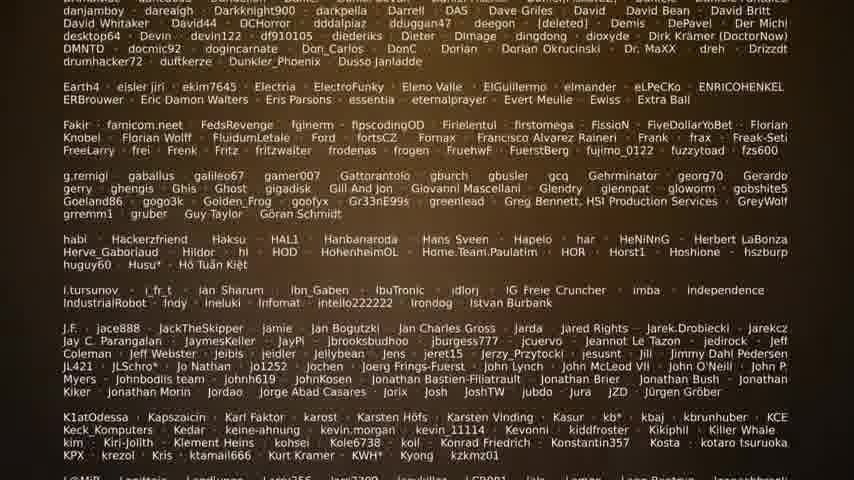 danjamboy · dareaigh · Darkknight900 · darkpella · Darrell · DAS · Dave Griles · David · David Bean · David Britt ·
David Whitaker · David44 · DCHorror · dddalpiaz · dduggan47 · deegon · [deleted] · Demis · DePavel · Der Michl
desktop64 · Devin · devin122 · df910105 · diederiks · Dieter · Dimage · dingdong · dioxyde · Dirk Krämer (DoctorNow)
DMNTD · docmic92 · dogincarnate · Don_Carlos · DonC · Dorian · Dorian Okrucinski · Dr. MaXX · dreh · Drizzdt
drumhacker72 · duftkerze · Dunkler_Phoenix · Dusso Janladde
Earth4 · eisler jiri · ekim7645 · Electria · ElectroFunky · Eleno Valle · ElGuillermo · elmander · eLPeCKo · ENRICOHENKEL
ERBrouwer · Eric Damon Walters · Eris Parsons · essentia · eternalprayer · Evert Meulie · Ewiss · Extra Ball
Fakir · famicom.neet · FedsRevenge · fginerm · fipscodingOD · Firielentul · firstomega · FissioN · FiveDollarYoBet · Florian
Knobel · Florian Wolff · FluidumLetale · Ford · fortsCZ · Fornax · Francisco Alvarez Raineri · Frank · frax · Freak-Seti
FreeLarry · frei · Frenk · Fritz · fritzwaiter · frodenas · frogen · FruehwF · FuerstBerg · fujimo_0122 · fuzzytoad · fzs600
g.remigi · gaballus · galileo67 · gamer007 · Gattorantolo · gburch · gbusler · gcq · Gehrminator · georg70 · Gerardo
gerry · ghengis · Ghis · Ghost · gigadisk · Gill And Jon · Giovanni Mascellani · Glendry · glennpat · gloworm · gobshite5
Goeland86 · gogo3k · Golden_Frog · goofyx · Gr33nE99s · greenlead · Greg Bennett, HSI Production Services · GreyWolf
grremm1 · gruber · Guy Taylor · Göran Schmidt
habi · Hackerzfriend · Haksu · HAL1 · Hanbanaroda · Hans Sveen · Hapelo · har · HeNiNnG · Herbert LaBonza
Herve_Gaboriaud · Hildor · hl · HOD · HohenheimOL · Home.Team.Paulatim · HOR · Horst1 · Hoshione · hszburp
huguy60 · Husu* · Hồ Tuấn Kiệt
I.tursunov · i_fr_t · Ian Sharum · Ibn_Gaben · IbuTronic · idlorj · IG Freie Cruncher · imba · Independence
IndustrialRobot · Indy · ineluki · Infomat · intello222222 · Irondog · Istvan Burbank
J.F. · jace888 · JackTheSkipper · Jamie · Jan Bogutzki · Jan Charles Gross · Jarda · Jared Rights · Jarek.Drobiecki · Jarekcz
Jay C. Parangalan · JaymesKeller · JayPi · Jbrooksbudhoo · jburgess777 · jcuervo · Jeannot Le Tazon · jedirock · Jeff
Coleman · Jeff Webster · Jeibis · jeidler · Jellybean · Jens · jeret15 · Jerzy_Przytocki · jesusnt · Jill · Jimmy Dahl Pedersen
JL421 · JLSchro* · Jo Nathan · jo1252 · Jochen · Joerg Frings-Fuerst · John Lynch · John McLeod VII · John O'Neill · John P.
Myers · Johnbodiis team · Johnh619 · JohnKosen · Jonathan Bastien-Filiatrault · Jonathan Brier · Jonathan Bush · Jonathan
Kiker · Jonathan Morin · Jordao · Jorge Abad Casares · Jorix · Josh · JoshTW · jubdo · Jura · JZD · Jürgen Gröber
K1atOdessa · Kapszaicin · Karl Faktor · karost · Karsten Höfs · Karsten Vinding · Kasur · kb* · kbaj · kbrunhuber · KCE
Keck_Komputers · Kedar · keine-ahnung · kevin.morgan · kevin_11114 · Kevonni · kiddfroster · Kikiphil · Killer Whale
kim · Kiri-Jolith · Klement Heins · kohsei · Kole6738 · koil · Konrad Friedrich · Konstantin357 · Kosta · kotaro tsuruoka
KPX · krezol · Kris · ktamail666 · Kurt Kramer · KWH* · Kyong · kzkmz01